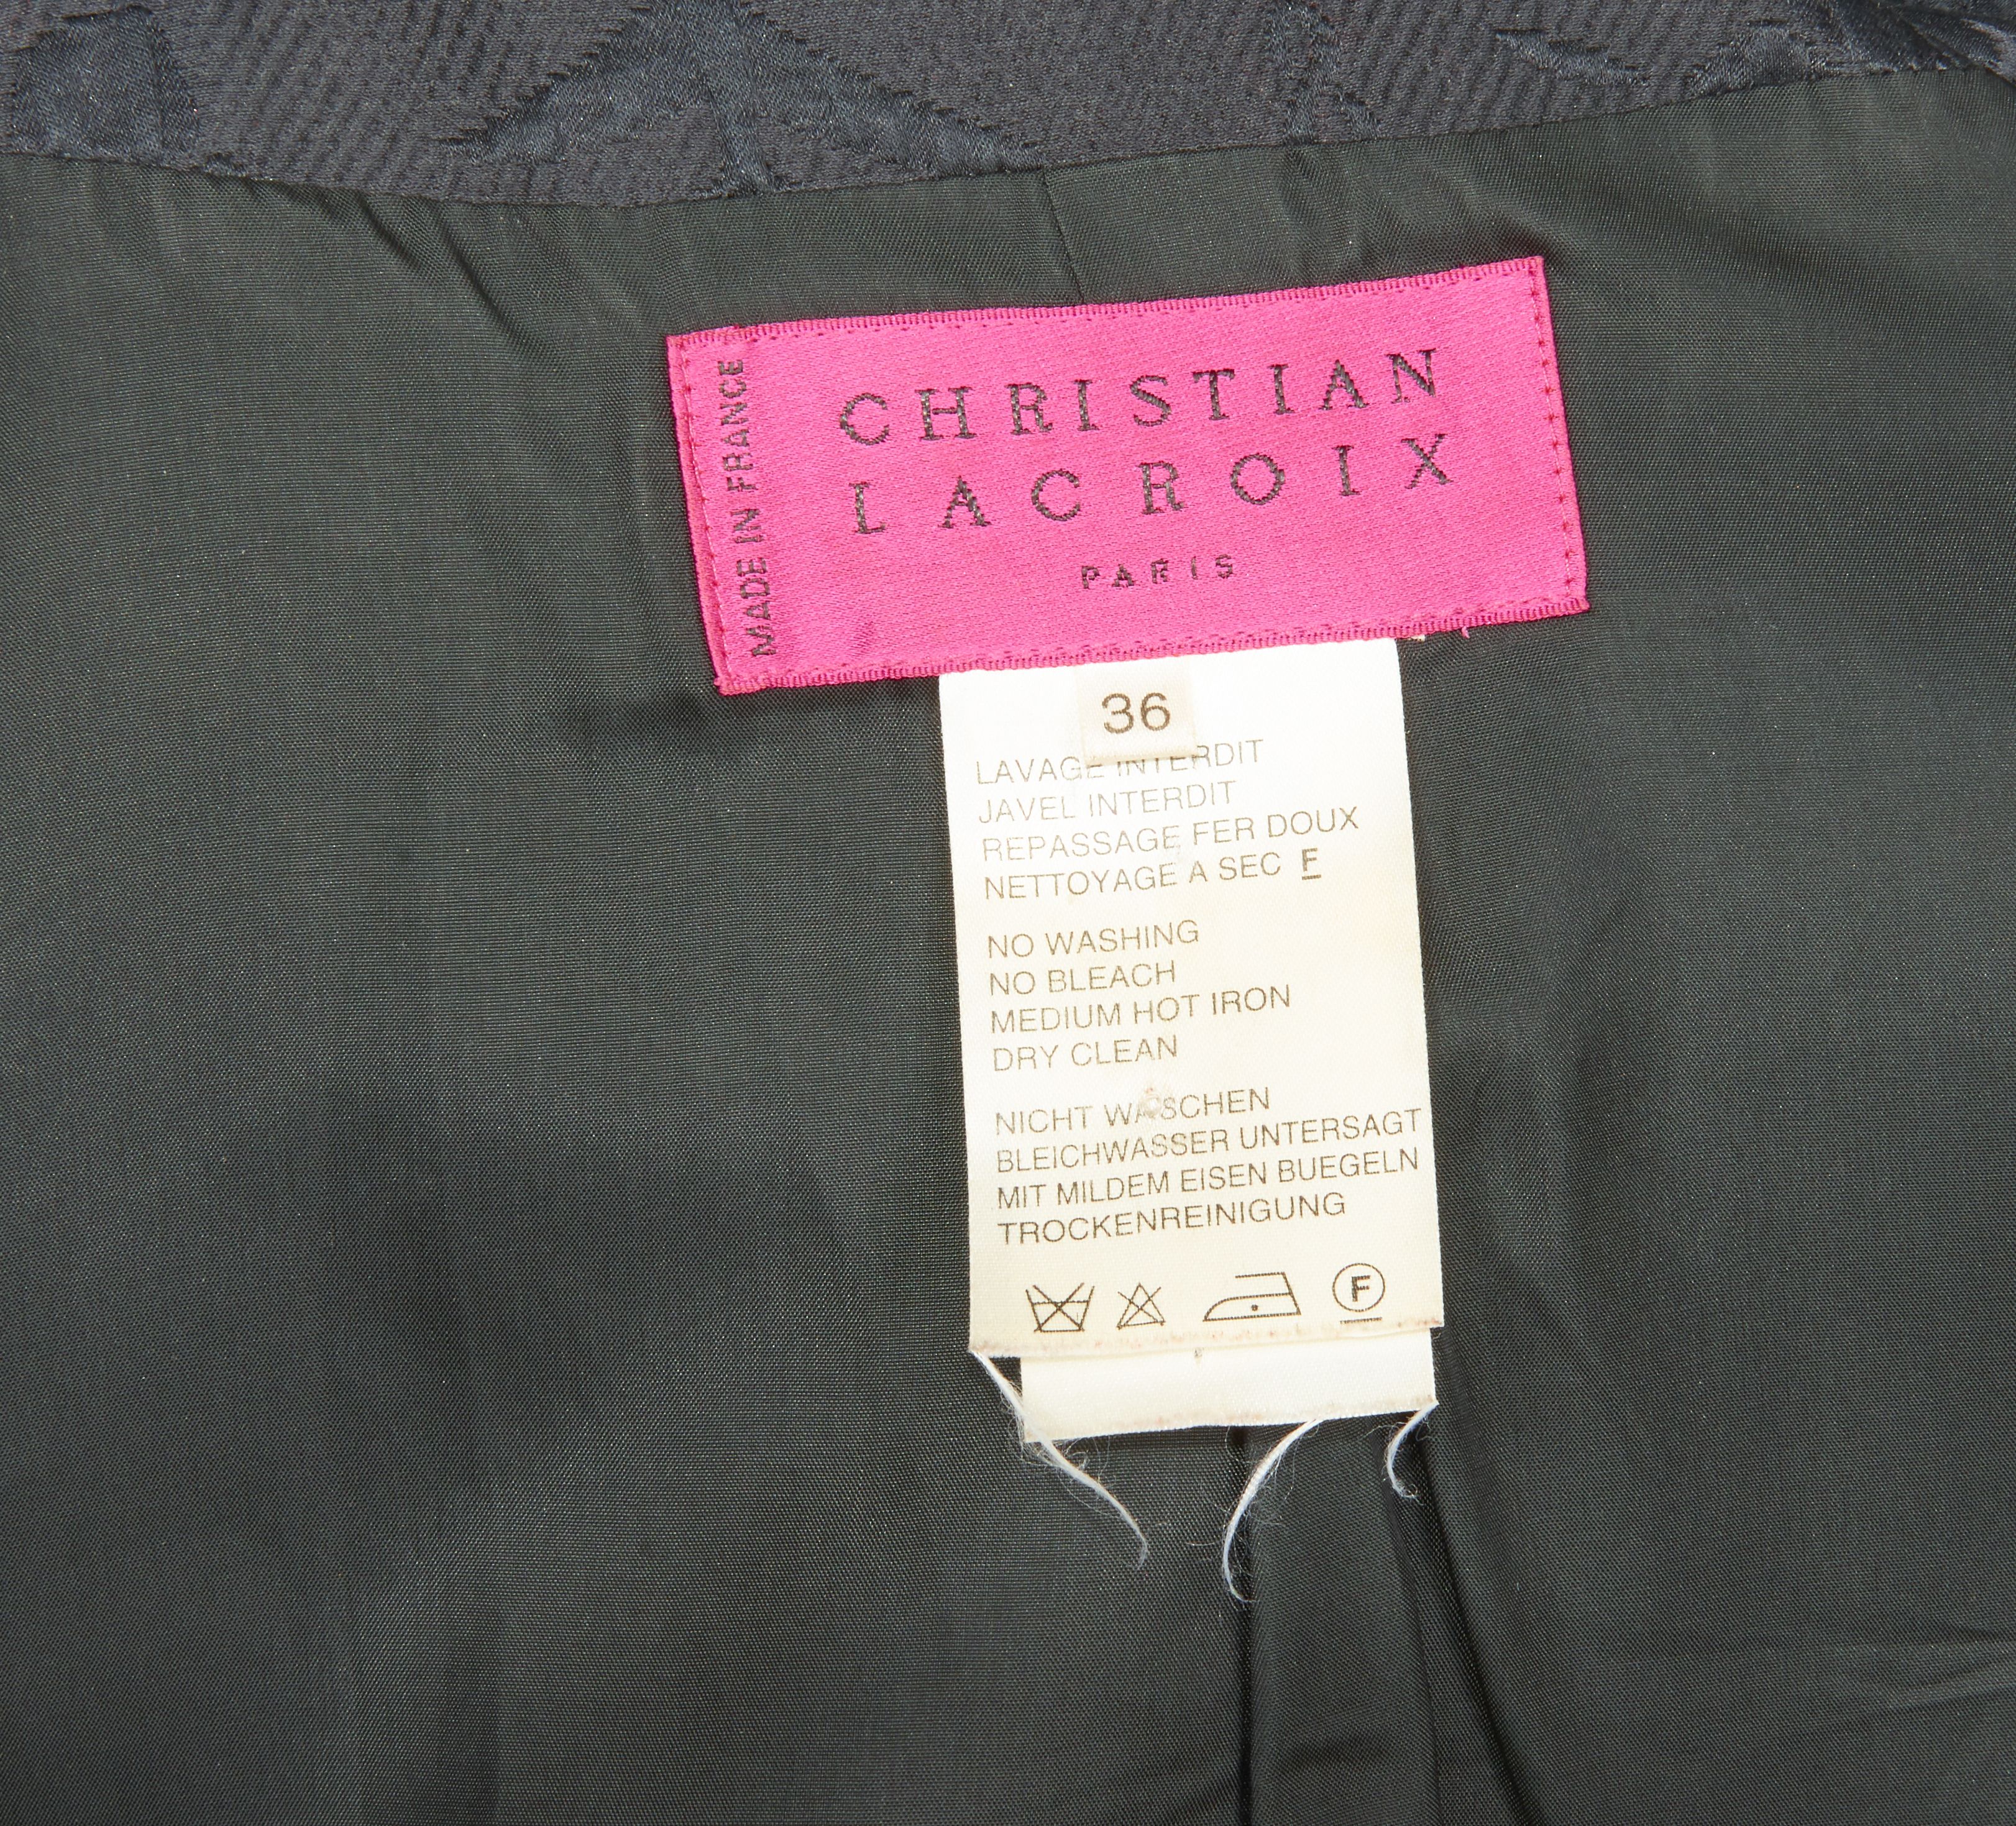 MADE IN FRANCE
CHRISTIAN
LACROIX
PARIS
36
LAVAGE INTERDIT
JAVEL INTERDIT
REPASSAGE FER DOUX
NETTOYAGE A SEC F
NO WASHING
NO BLEACH
MEDIUM HOT IRON
DRY CLEAN
NICHT WASCHEN
BLEICHWASSER UNTERSAGT
MIT MILDEM EISEN BUEGELN
TROCKENREINIGUNG
F